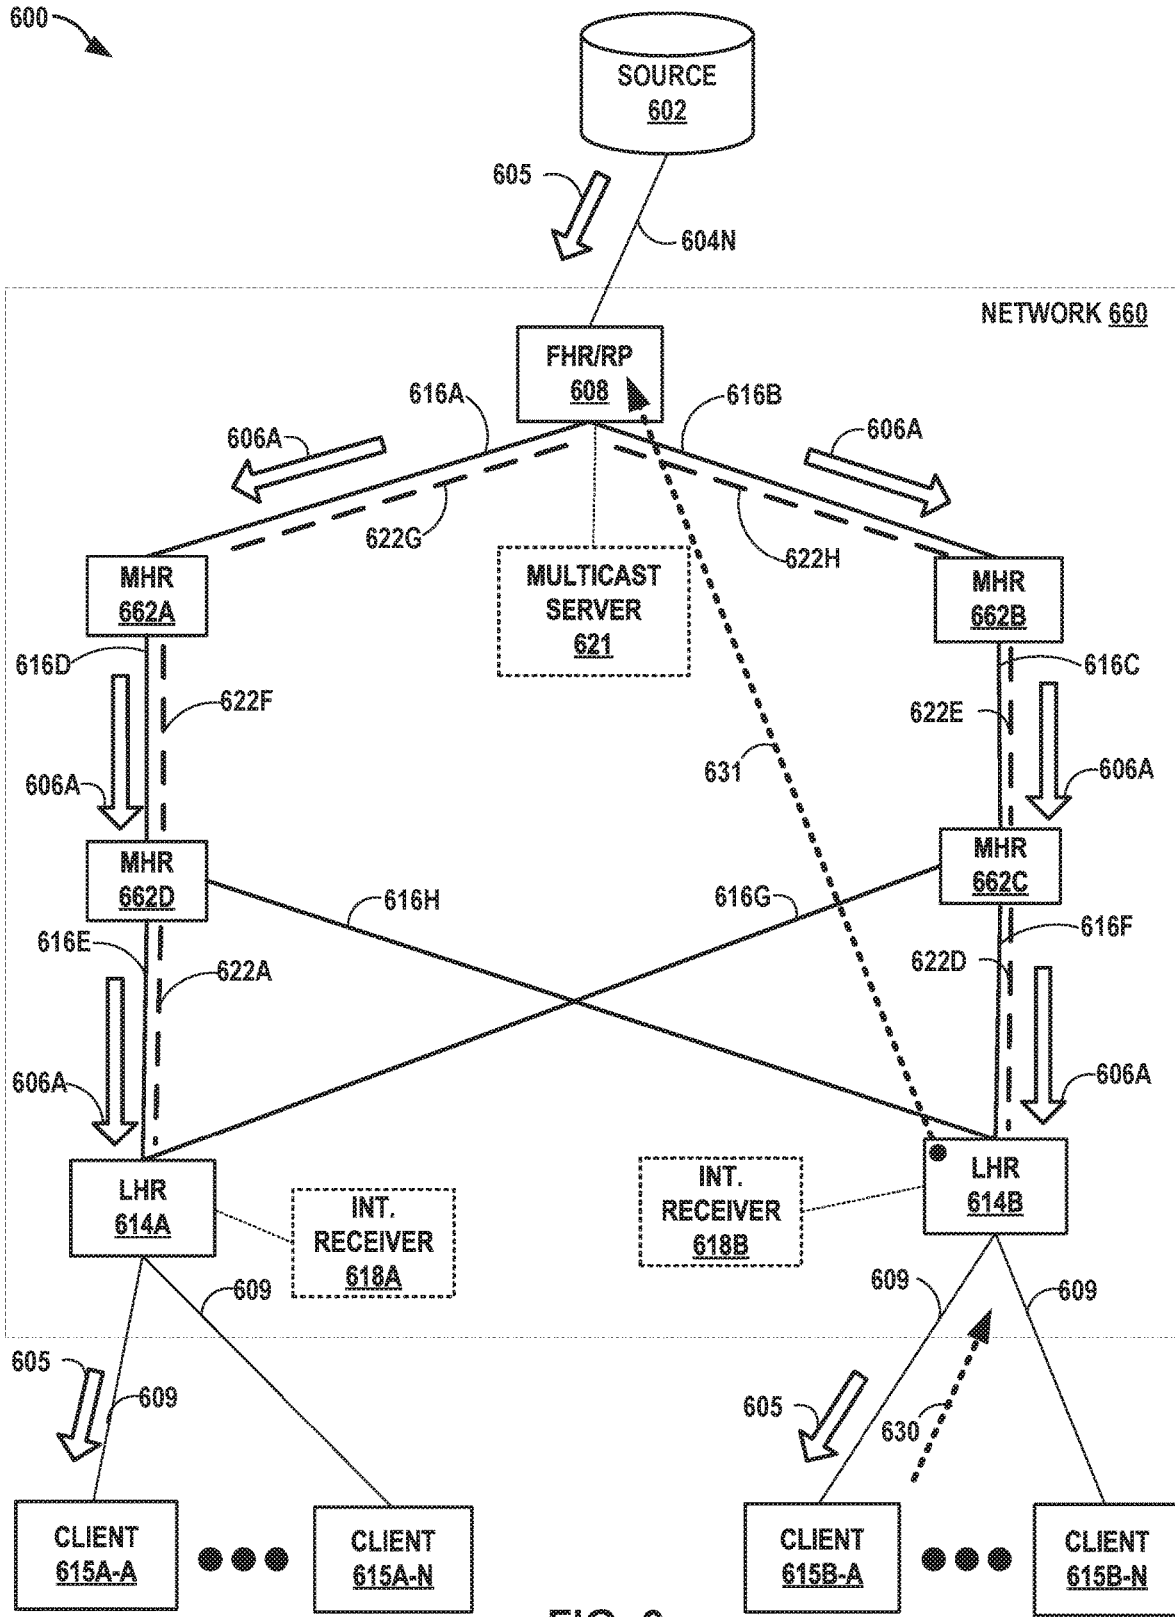 600
SOURCE
602
605
604N
NETWORK 660
FHR/RP
608
616A
616B
606A
606A
622G
622H
MULTICAST
SERVER
621
MHR
662A
MHR
662B
616D
616C
622F
622E
631
606A
606A
MHR
662D
MHR
662C
616H
616G
616E
616F
622A
622D
606A
606A
LHR
614A
INT.
RECEIVER
618A
INT.
RECEIVER
618B
LHR
614B
609
609
609
605
609
605
630
CLIENT
615A-A
CLIENT
615A-N
CLIENT
615B-A
CLIENT
615B-N